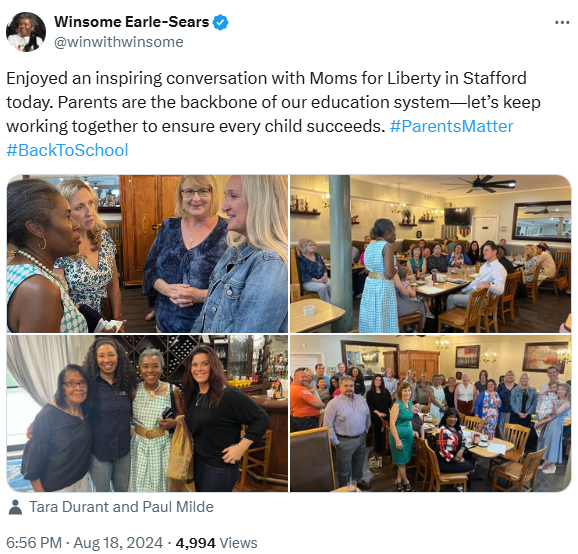 Winsome Earle-Sears
@winwithwinsome
Enjoyed an inspiring conversation with Moms for Liberty in Stafford
today. Parents are the backbone of our education system—let’s keep
working together to ensure every child succeeds. #ParentsMatter
#BackToSchool
Tara Durant and Paul Milde
6:56 PM · Aug 18, 2024 · 4,994 Views